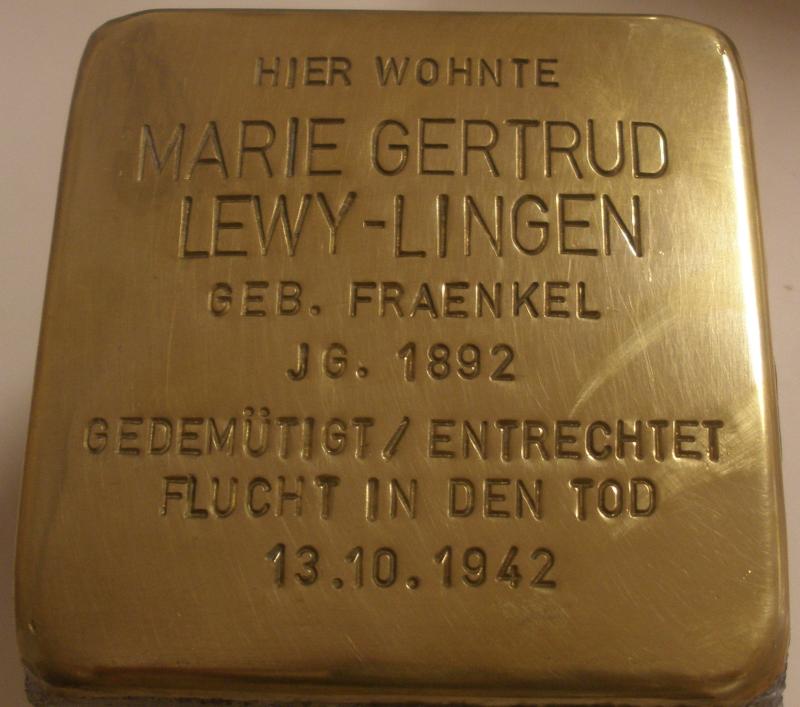 HIER WOHNTE
MARIE GERTRUD
LEWY-LINGEN
GEB. FRAENKEL
JG. 1892
GEDEMÜTIGT/ENTRECHTET
FLUCHT IN DEN TOD
13.10.1942